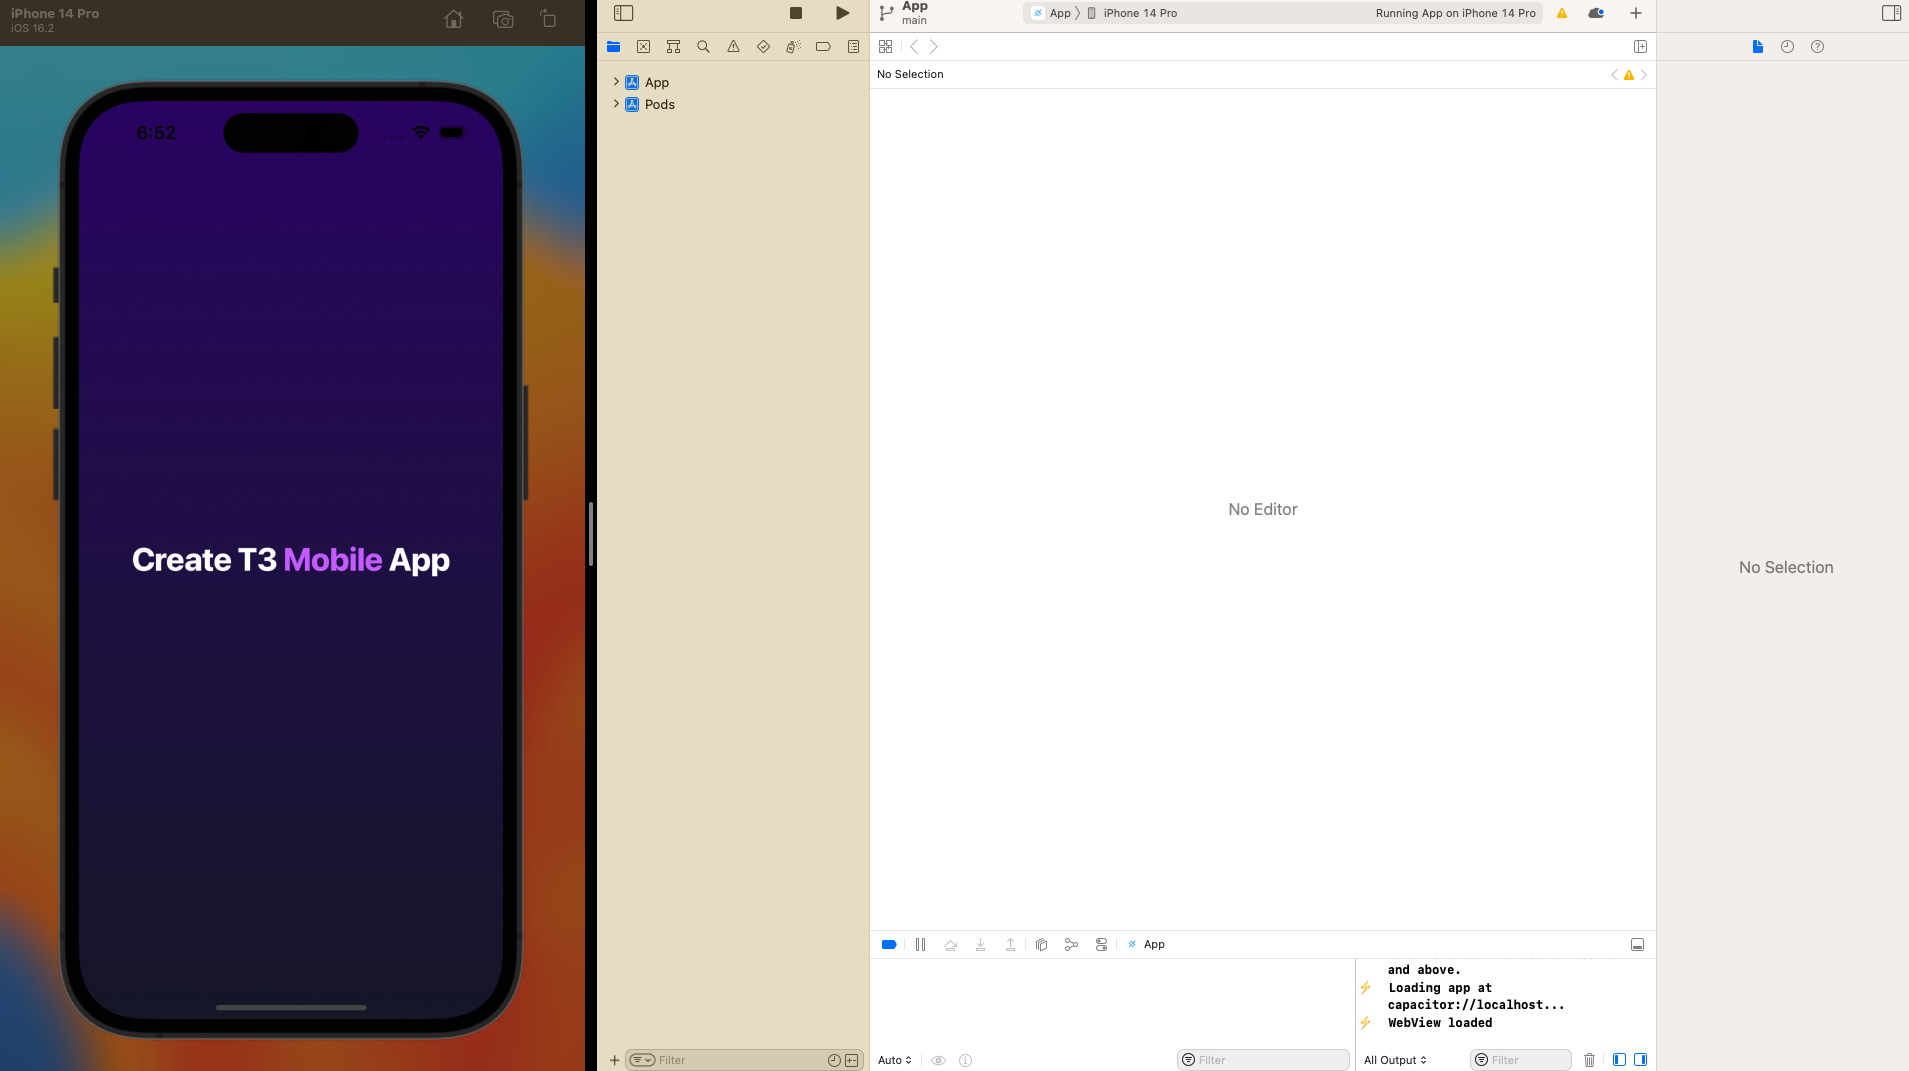 iPhone 14 Pro
iOS 16.2
6:52
Create T3 Mobile App
App
Pods
Filter
App
main
App
iPhone 14 Pro
Running App on iPhone 14 Pro
No Selection
No Editor
App
and above.
⚡ Loading app at
capacitor://localhost...
⚡ WebView loaded
Auto
Filter
All Output
Filter
No Selection